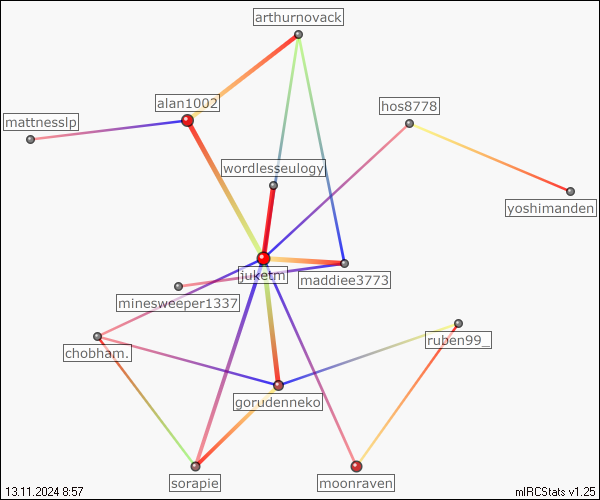 arthurnovack
alan1002
hos8778
mattnesslp
wordlesseulogy
yoshimanden
juketm
maddiee3773
minesweeper1337
ruben99_
chobham.
gorudenneko
sorapie
moonraven
13.11.2024 8:57
mIRCStats v1.25